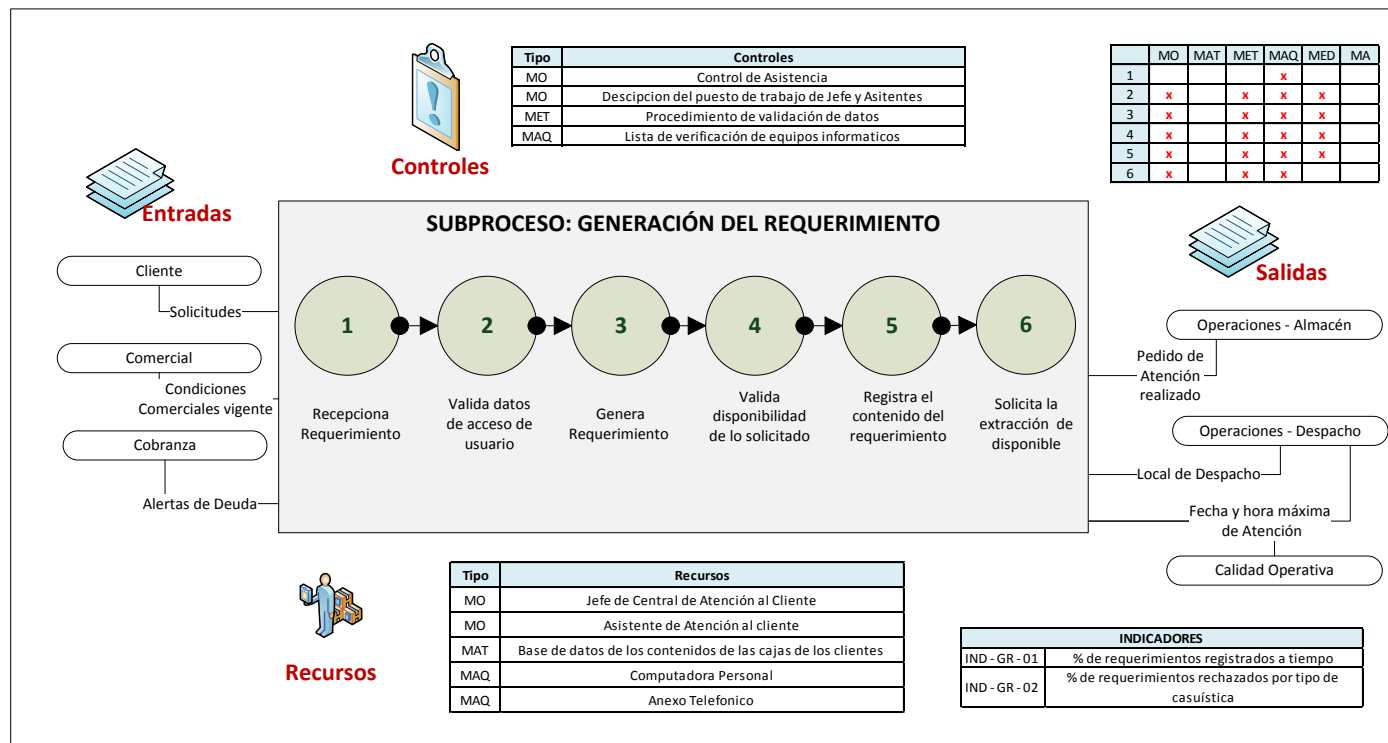 Tipo Controles
MO Control de Asistencia
MO Descipcion del puesto de trabajo de Jefe y Asitentes
MET Procedimiento de validación de datos
MAQ Lista de verificación de equipos informaticos
Controles
MO MAT MET MAQ MED MA
1 x
2 x x x x
3 x x x x
4 x x x x
5 x x x x
6 x x x
Entradas
Cliente
Solicitudes
Comercial
Condiciones
Comerciales vigente
Cobranza
Alertas de Deuda
SUBPROCESO: GENERACIÓN DEL REQUERIMIENTO
1
2
3
4
5
6
Recepciona
Requerimiento
Valida datos
de acceso de
usuario
Genera
Requerimiento
Valida
disponibilidad
de lo solicitado
Registra el
contenido del
requerimiento
Solicita la
extracción de
disponible
Salidas
Operaciones - Almacén
Pedido de
Atención
realizado
Operaciones - Despacho
Local de Despacho
Fecha y hora máxima
de Atención
Calidad Operativa
Recursos
Tipo Recursos
MO Jefe de Central de Atención al Cliente
MO Asistente de Atención al cliente
MAT Base de datos de los contenidos de las cajas de los clientes
MAQ Computadora Personal
MAQ Anexo Telefonico
INDICADORES
IND - GR - 01 % de requerimientos registrados a tiempo
IND - GR - 02 % de requerimientos rechazados por tipo de
casuística